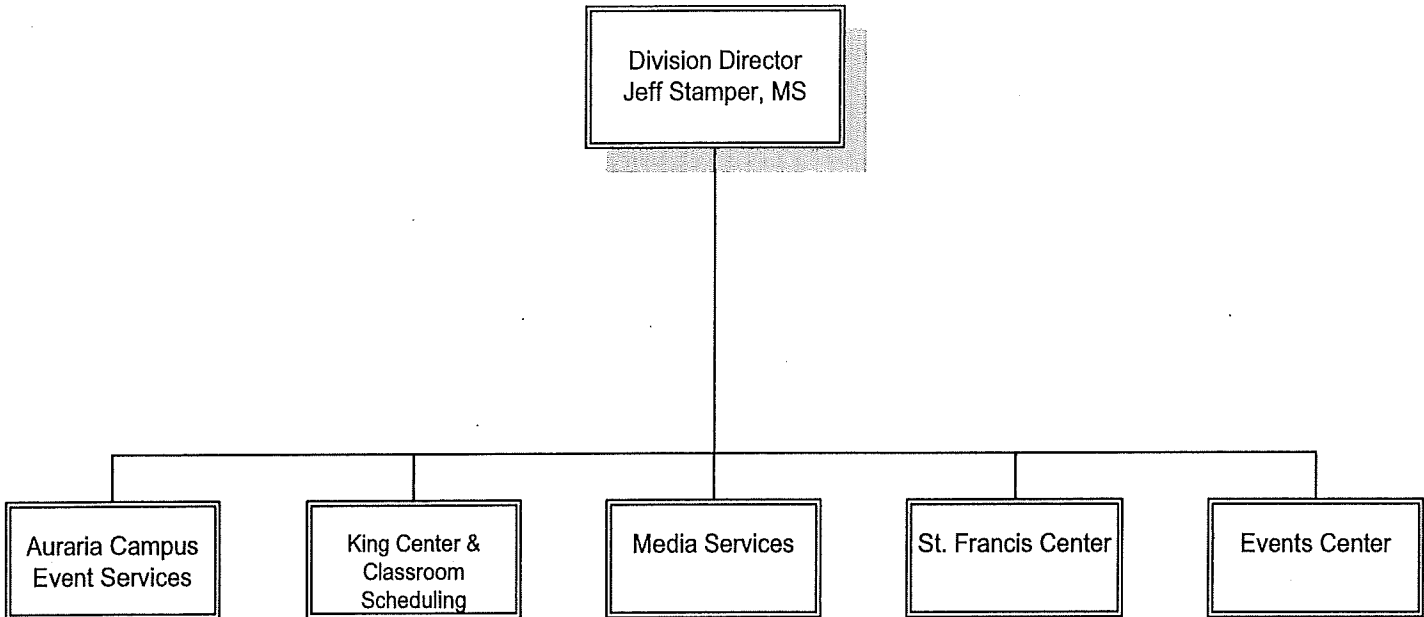 Division Director
Jeff Stamper, MS
Auraria Campus
Event Services
King Center &
Classroom
Scheduling
Media Services
St. Francis Center
Events Center